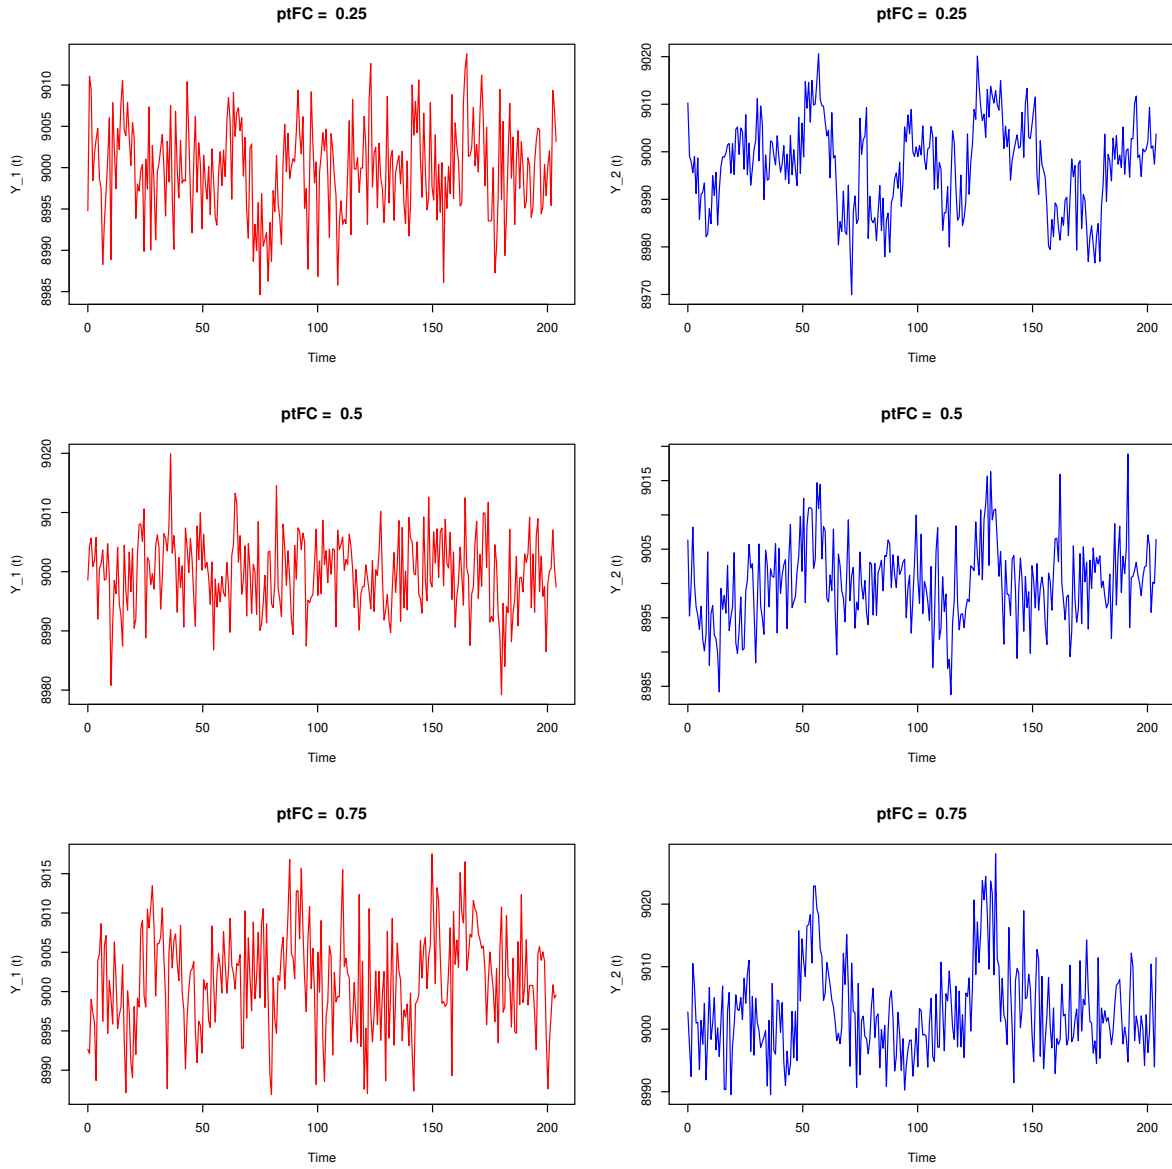 ptFC = 0.25
Y_1 (t)
8985 8990 8995 9000 9005 9010
0 50 100 150 200
Time
ptFC = 0.25
Y_2 (t)
8970 8980 8990 9000 9010 9020
0 50 100 150 200
Time
ptFC = 0.5
Y_1 (t)
8980 8990 9000 9010 9020
0 50 100 150 200
Time
ptFC = 0.5
Y_2 (t)
8985 8995 9005 9015
0 50 100 150 200
Time
ptFC = 0.75
Y_1 (t)
8990 8995 9000 9005 9010 9015
0 50 100 150 200
Time
ptFC = 0.75
Y_2 (t)
8990 9000 9010 9020
0 50 100 150 200
Time